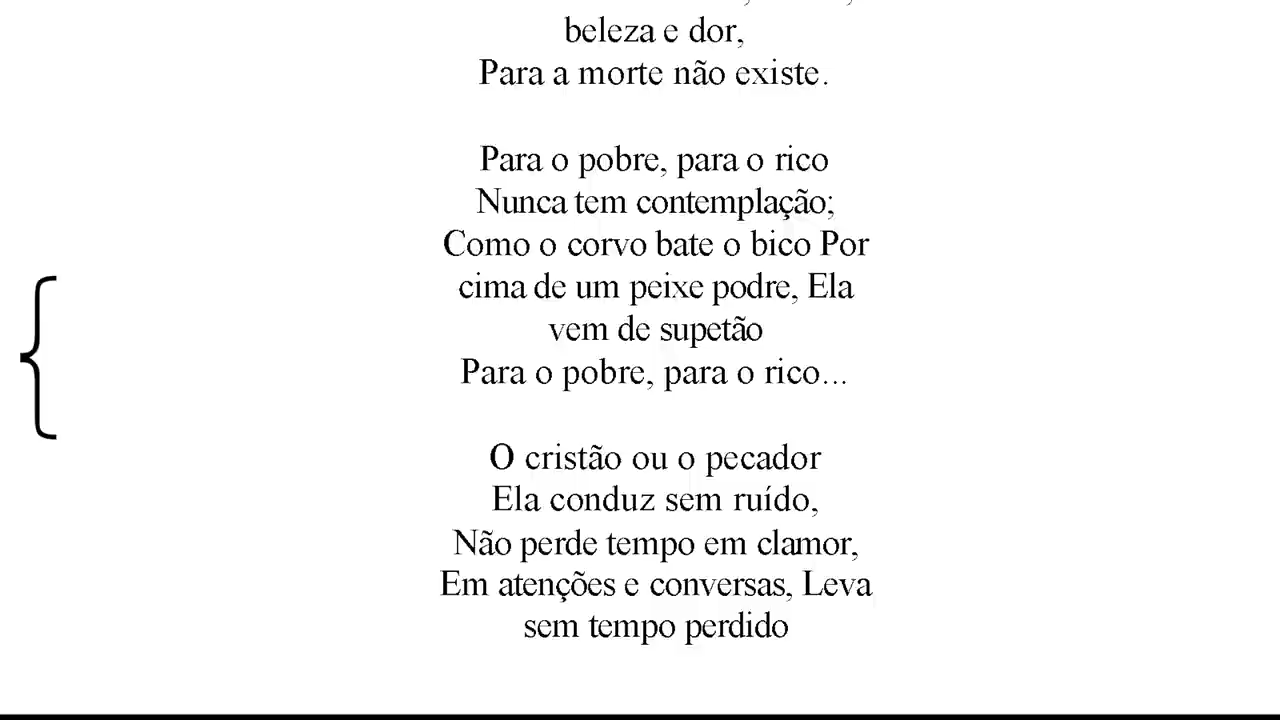 beleza e dor,
Para a morte não existe.
Para o pobre, para o rico
Nunca tem contemplação;
Como o corvo bate o bico Por
cima de um peixe podre, Ela
vem de supetão
Para o pobre, para o rico...
O cristão ou o pecador
Ela conduz sem ruído,
Não perde tempo em clamor,
Em atenções e conversas, Leva
sem tempo perdido